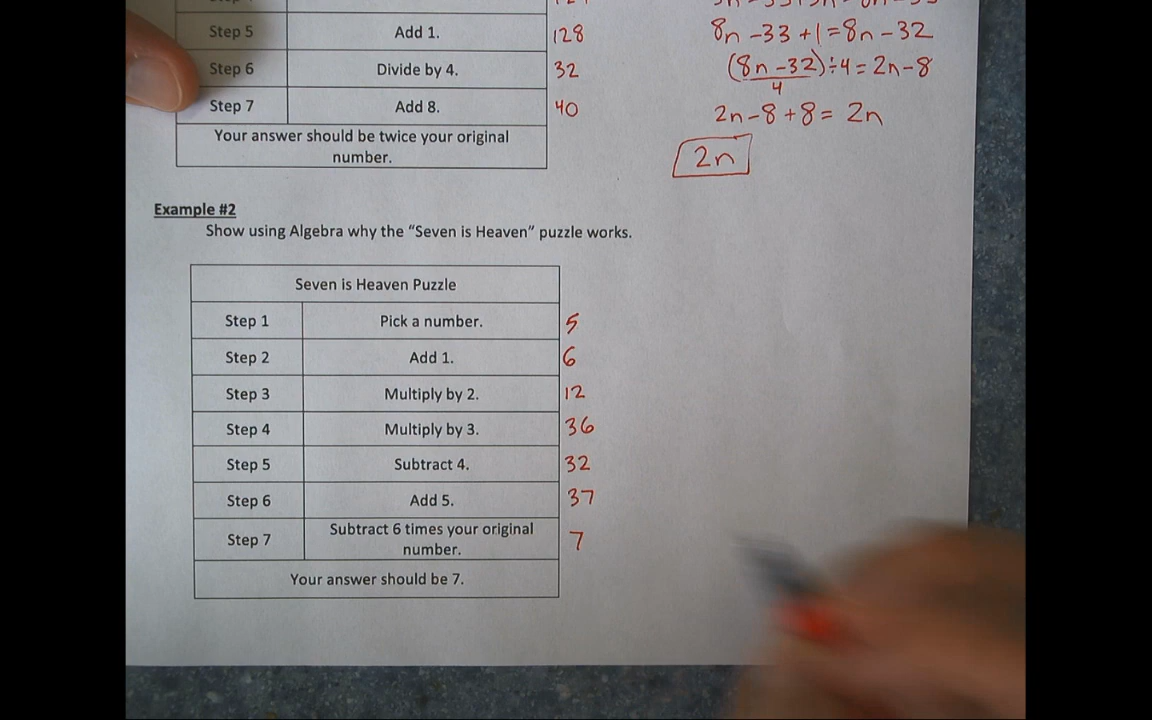 Step 5 Add 1. 128 8n - 33 + 1 = 8n - 32
Step 6 Divide by 4. 32 (8n - 32) ÷ 4 = 2n - 8
4
Step 7 Add 8. 40 2n - 8 + 8 = 2n
Your answer should be twice your original
number.
2n
Example #2
Show using Algebra why the “Seven is Heaven” puzzle works.
Seven is Heaven Puzzle
Step 1 Pick a number. 5
Step 2 Add 1. 6
Step 3 Multiply by 2. 12
Step 4 Multiply by 3. 36
Step 5 Subtract 4. 32
Step 6 Add 5. 37
Step 7 Subtract 6 times your original
number. 7
Your answer should be 7.